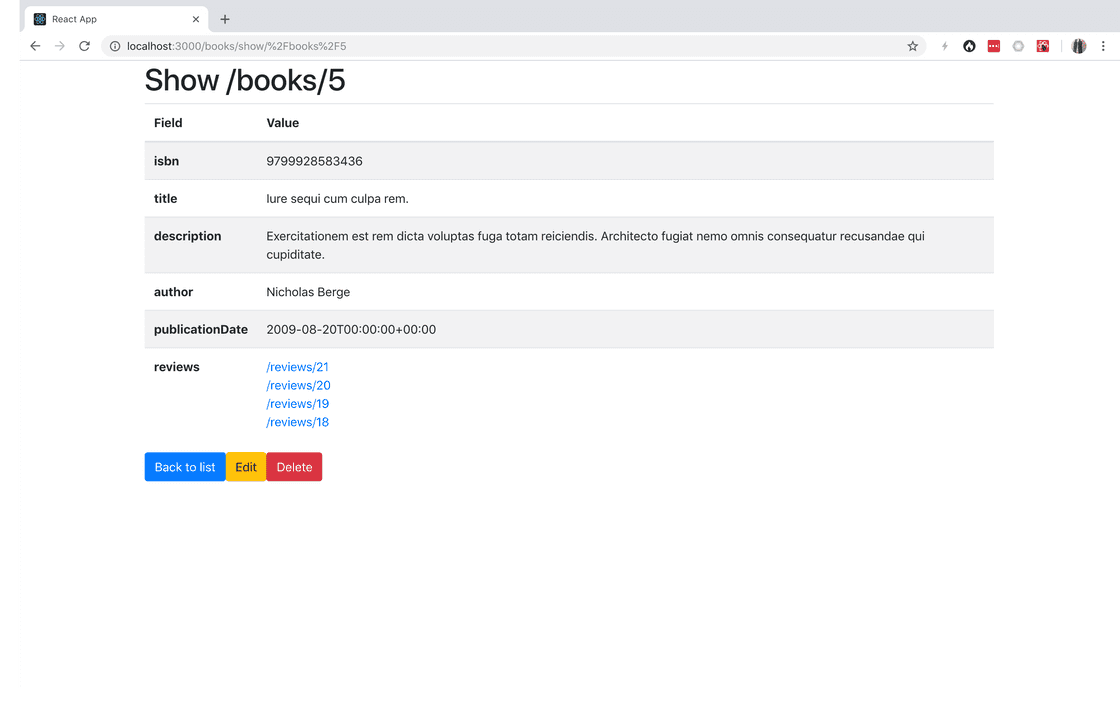 React App
localhost:3000/books/show/%2Fbooks%2F5
Show /books/5
Field Value
isbn 9799928583436
title Iure sequi cum culpa rem.
description Exercitationem est rem dicta voluptas fuga totam reiciendis. Architecto fugiat nemo omnis consequatur recusandae qui
cupiditate.
author Nicholas Berge
publicationDate 2009-08-20T00:00:00+00:00
reviews /reviews/21
/reviews/20
/reviews/19
/reviews/18
Back to list Edit Delete